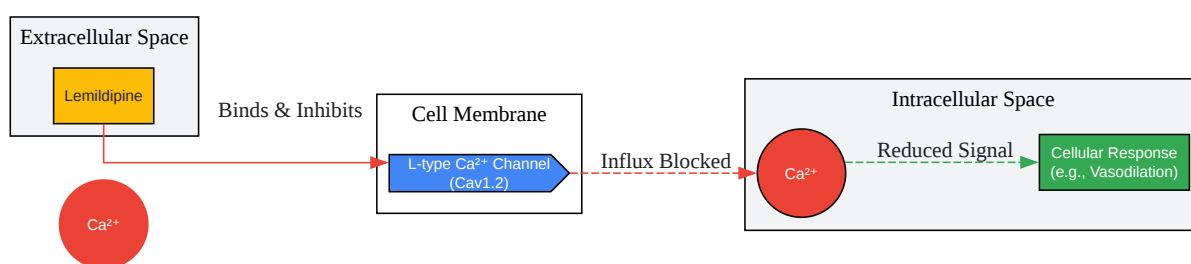 Extracellular Space
Lemildipine
Ca²⁺
Binds & Inhibits
Cell Membrane
L-type Ca²⁺ Channel
(Cav1.2)
Influx Blocked
Intracellular Space
Ca²⁺
Reduced Signal
Cellular Response
(e.g., Vasodilation)